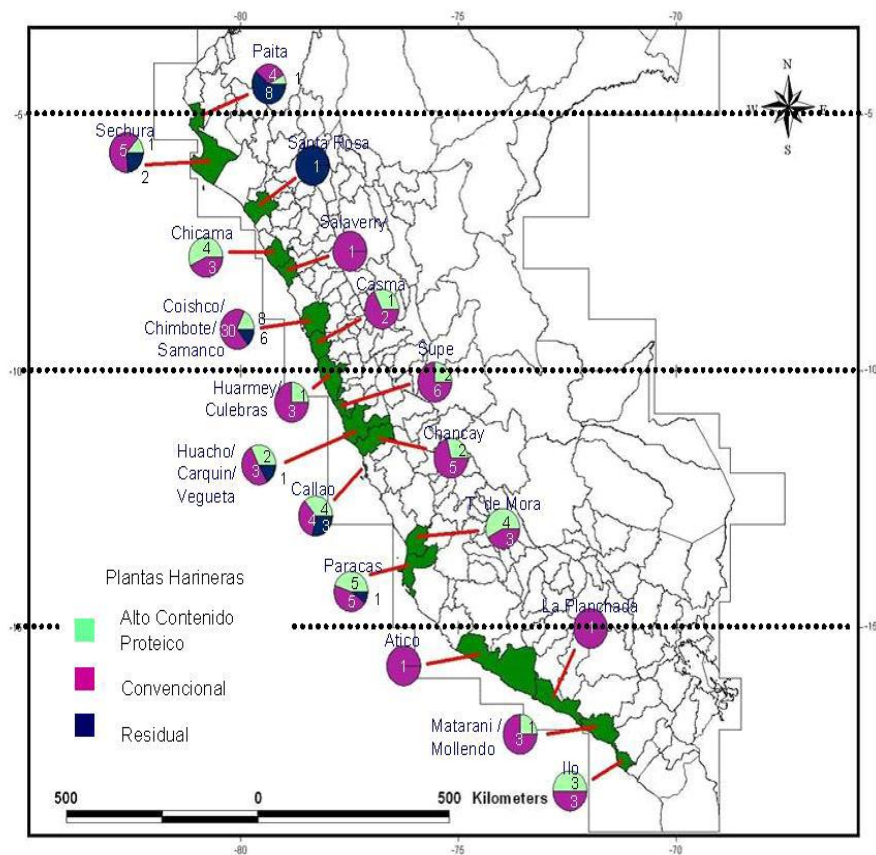 -80 -75 -70
Paita
4 1
8
N
W E
S
-5
Sechura
5 1
2
Santa Rosa
1
Chicama
4
3
Salaverry/
1
Casma
1
2
Coishco/
Chimbote/
Samanco
30 8
6
-10 -10
Supe
2
6
Huarmey/
Culebras
1
3
Chancay
2
5
Huacho/
Carquin/
Vegueta
2
3 1
Callao
4
4 3
T. de Mora
4
3
Paracas
5
5 1
Plantas Harineras
Alto Contenido
Proteico
Convencional
Residual
La Planchada
1
-15
Atico
1
Matarani /
Mollendo
1
3
Ilo
3
3
500 0 500 Kilometers
-80 -75 -70